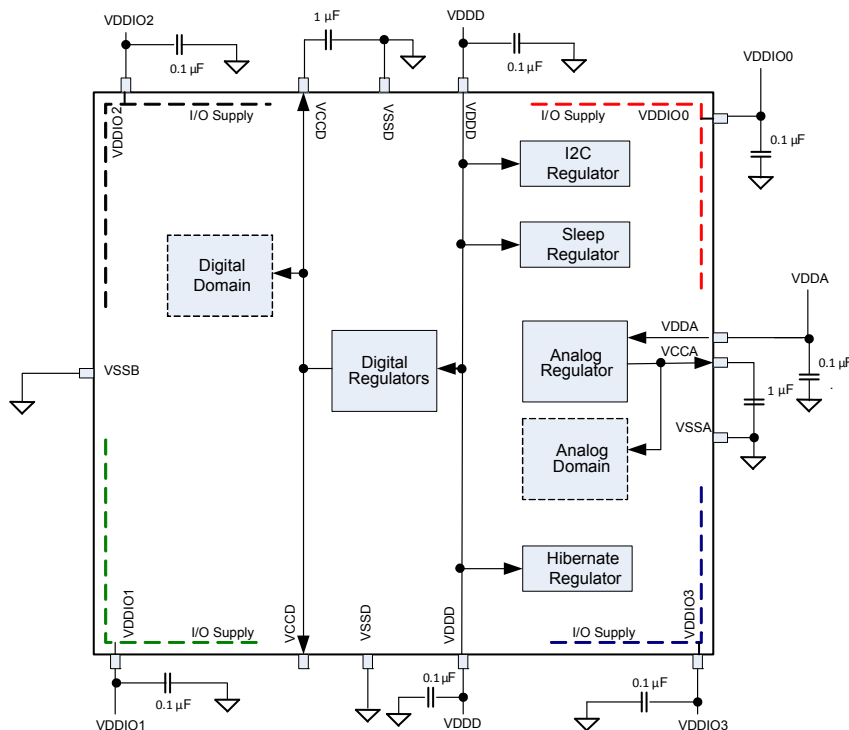 VDDIO2
1 µF
VDDD
0.1 µF
0.1 µF
VDDIO0
0.1 µF
VDDIO2
I/O Supply
VCCD
VSSD
VDDD
I/O Supply
VDDIO0
I2C
Regulator
Sleep
Regulator
Digital
Domain
VDDA
VDDA
VCCA
Digital
Regulators
Analog
Regulator
0.1 µF
1 µF
.
VSSB
VSSA
Analog
Domain
Hibernate
Regulator
VDDIO1
I/O Supply
VCCD
VSSD
VDDD
I/O Supply
VDDIO3
0.1 µF
0.1 µF
0.1 µF
VDDIO1
VDDD
VDDIO3